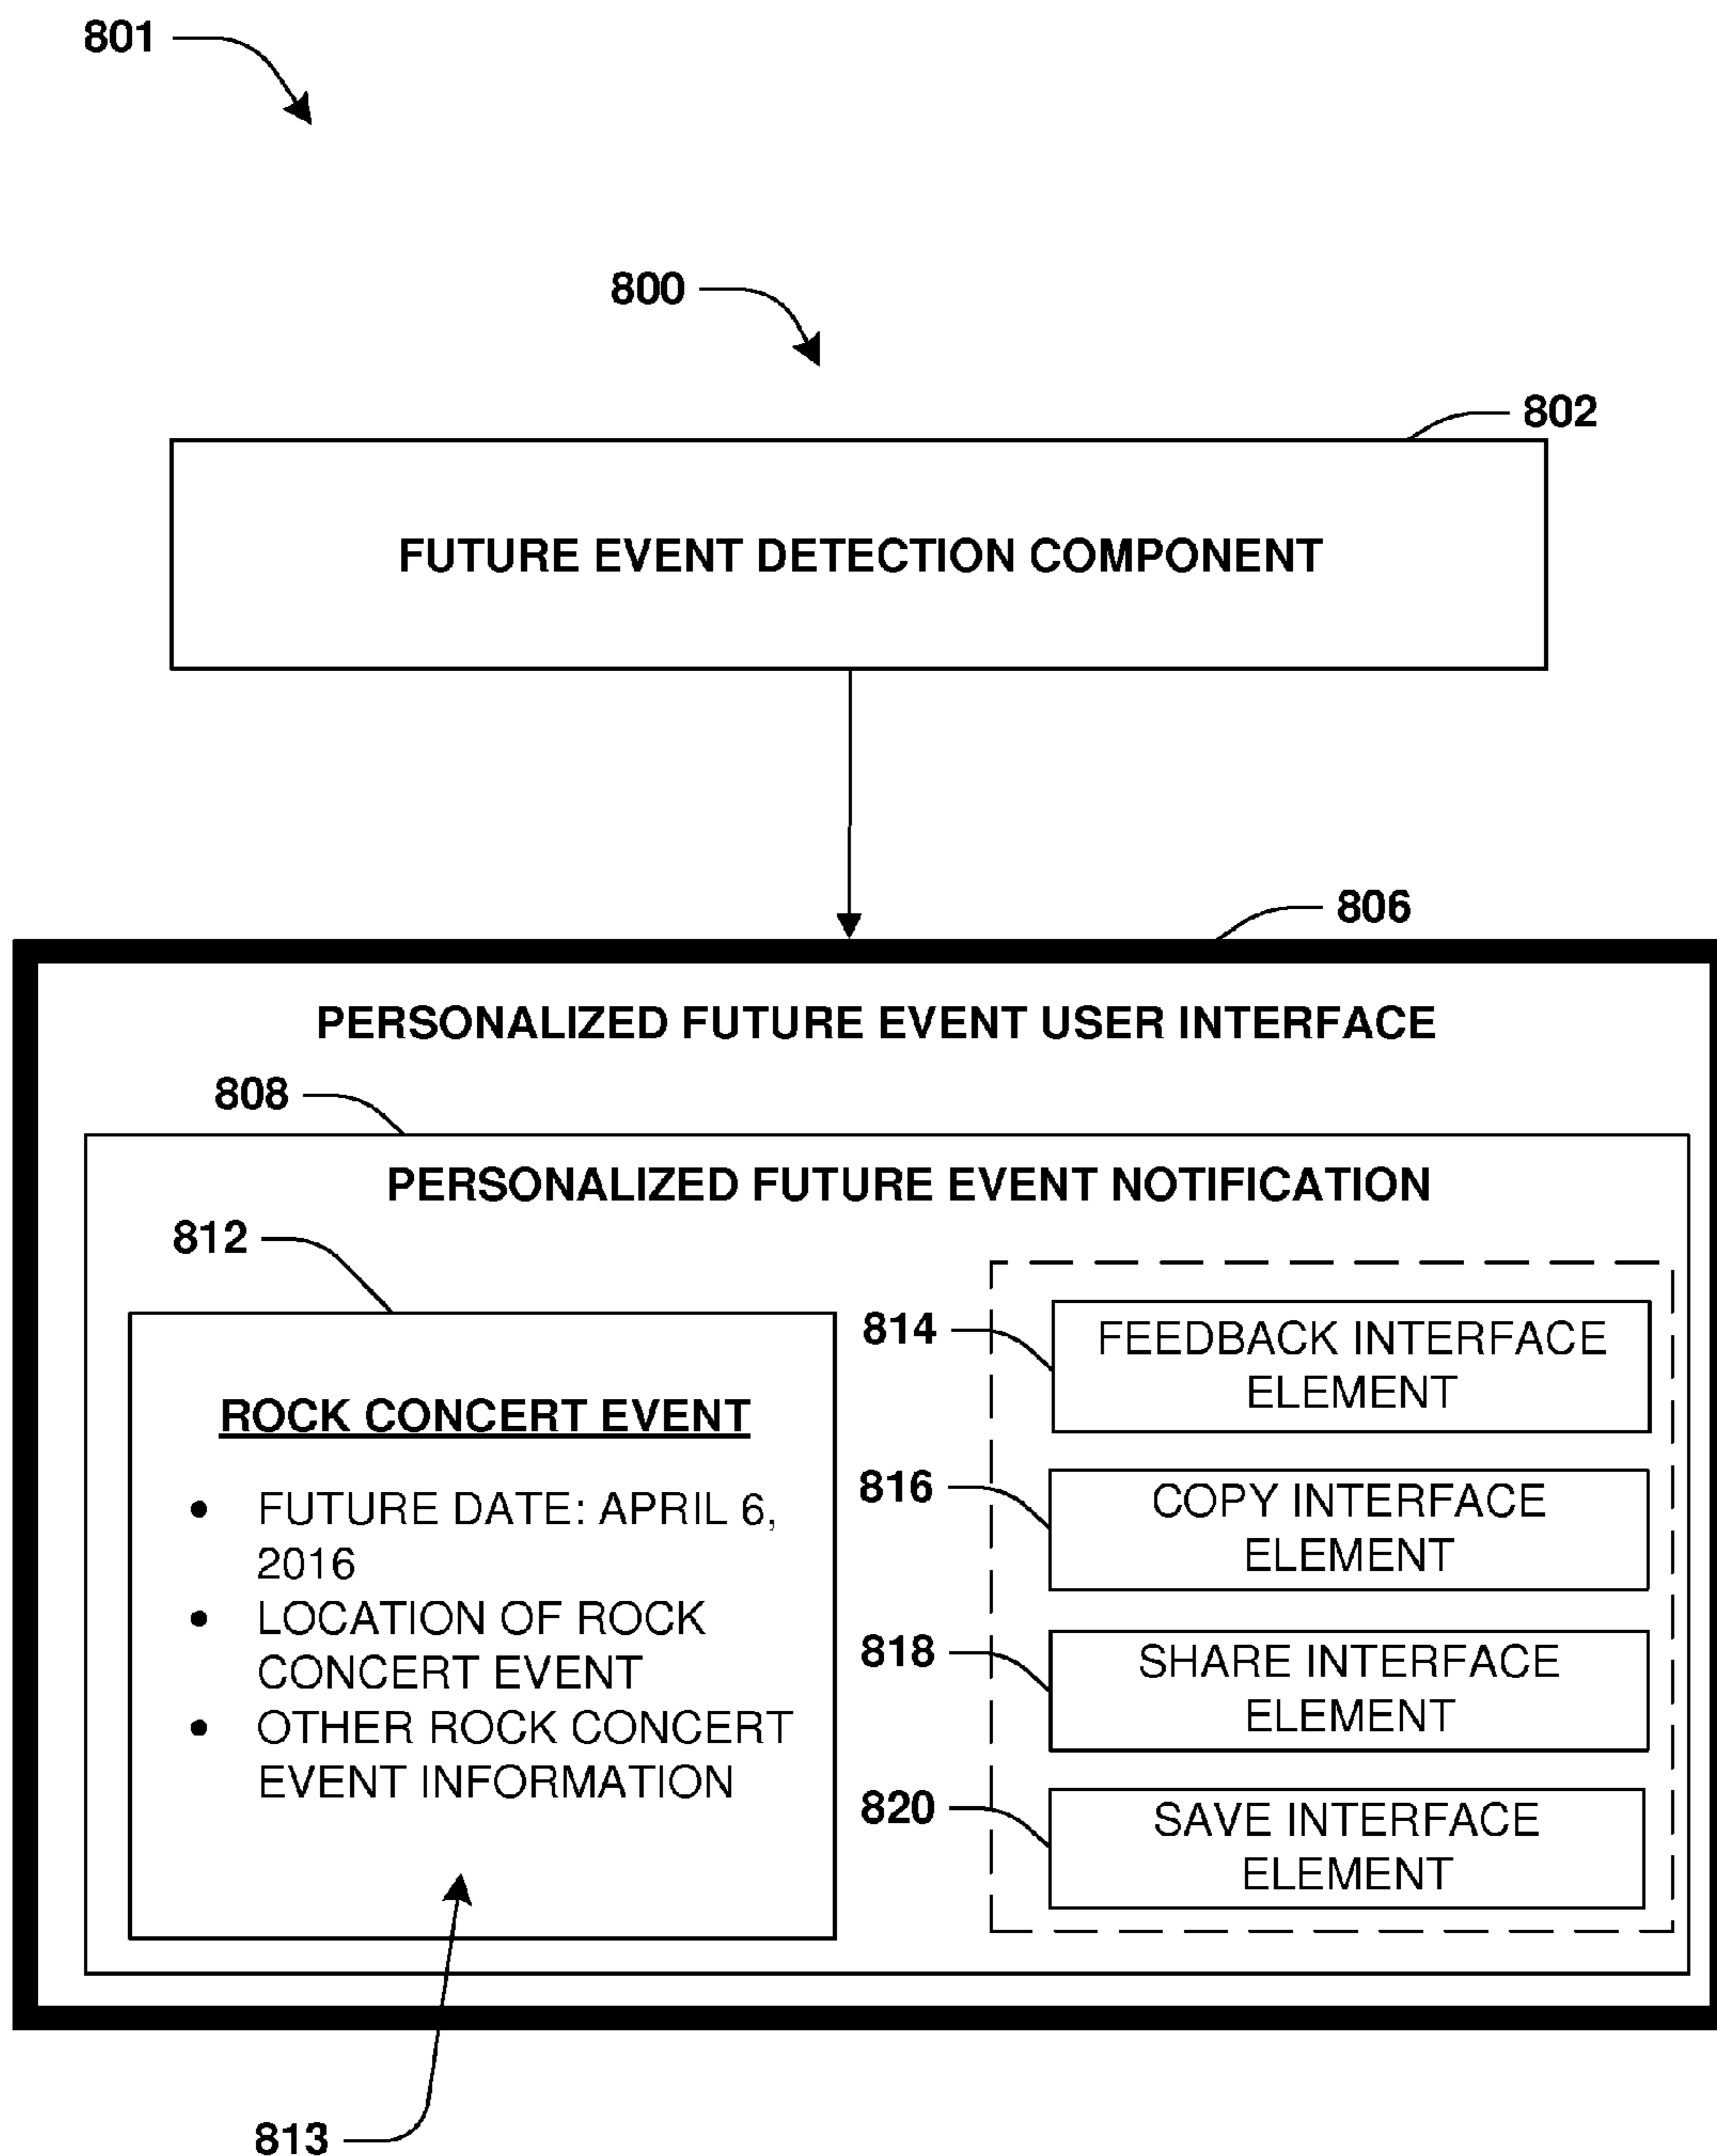 801
800
802
FUTURE EVENT DETECTION COMPONENT
806
PERSONALIZED FUTURE EVENT USER INTERFACE
808
PERSONALIZED FUTURE EVENT NOTIFICATION
812
ROCK CONCERT EVENT
• FUTURE DATE: APRIL 6,
2016
• LOCATION OF ROCK
CONCERT EVENT
• OTHER ROCK CONCERT
EVENT INFORMATION
813
814
FEEDBACK INTERFACE
ELEMENT
816
COPY INTERFACE
ELEMENT
818
SHARE INTERFACE
ELEMENT
820
SAVE INTERFACE
ELEMENT